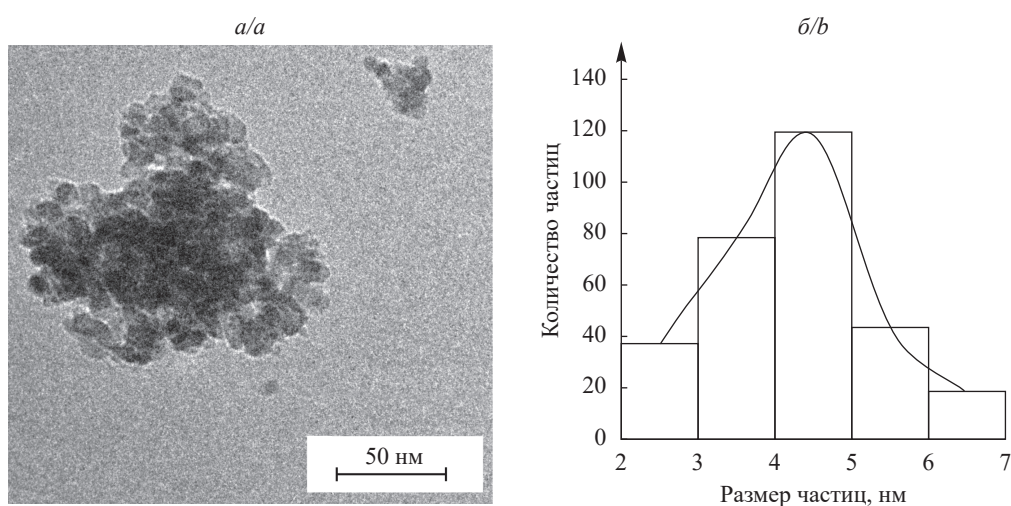 а/a
50 нм
б/b
Количество частиц
140
120
100
80
60
40
20
0
2 3 4 5 6 7
Размер частиц, нм